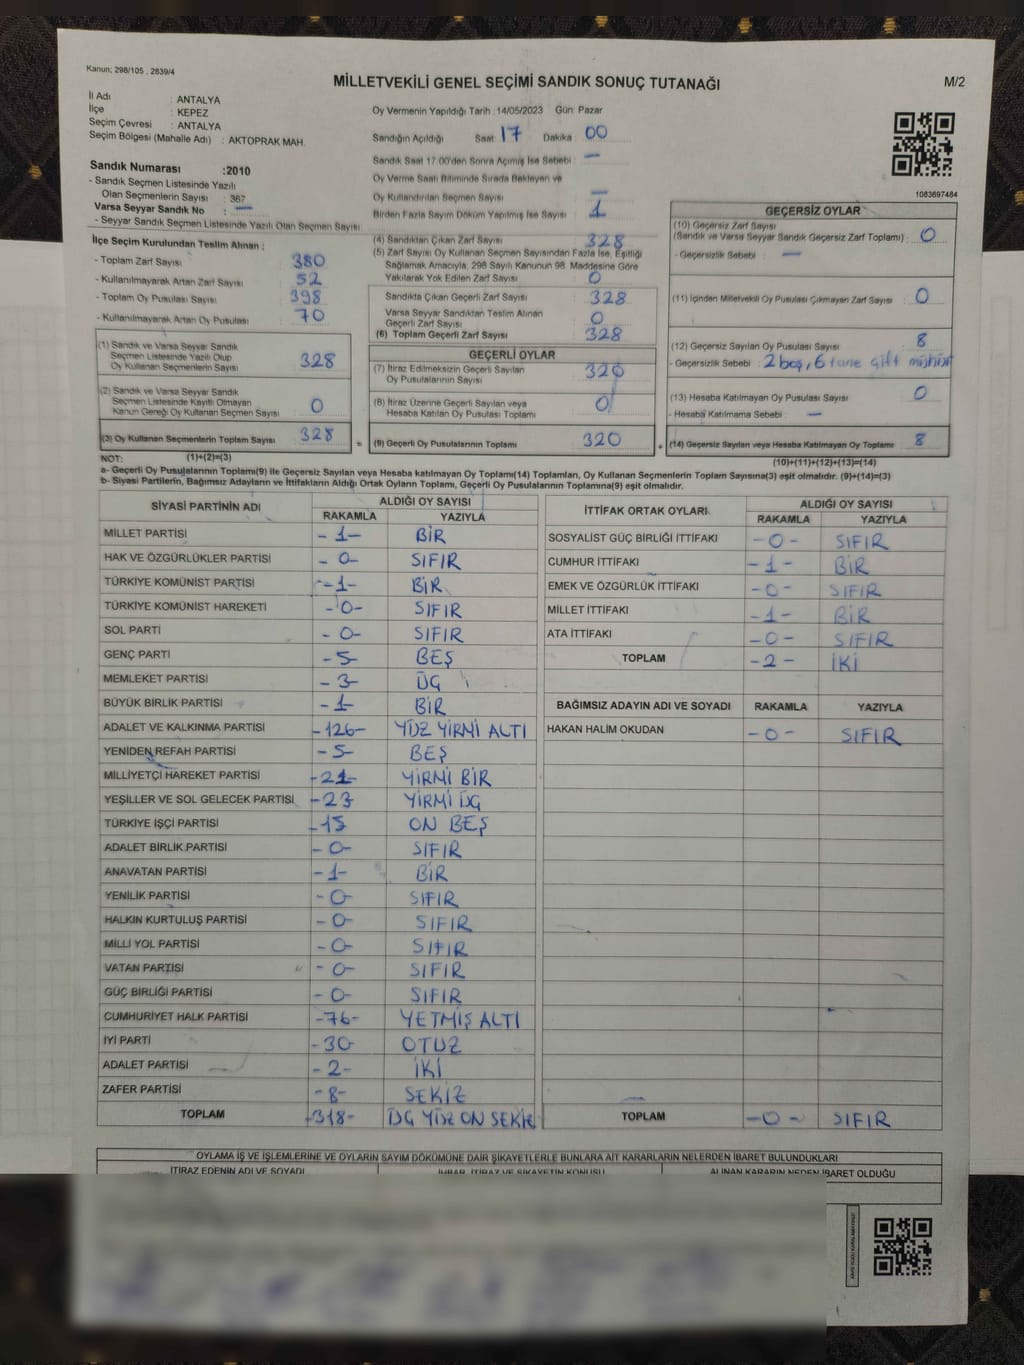 Kanun; 298/105 , 2839/4
MİLLETVEKİLİ GENEL SEÇİMİ SANDIK SONUÇ TUTANAĞI
M/2
İl Adı : ANTALYA
İlçe : KEPEZ
Seçim Çevresi : ANTALYA
Seçim Bölgesi (Mahalle Adı) : AKTOPRAK MAH.
Oy Vermenin Yapıldığı Tarih :14/05/2023 Gün: Pazar
Sandığın Açıldığı Saat 17 Dakika : 00
Sandık Saat 17.00'den Sonra Açımış İse Sebebi : —
Oy Verme Saati Bitiminde Sırada Bekleyen ve
Oy Kullandırılan Seçmen Sayısı : —
Birden Fazla Sayım Döküm Yapılmış İse Sayısı : 1
1083697484
Sandık Numarası :2010
- Sandık Seçmen Listesinde Yazılı
Olan Seçmenlerin Sayısı : 367
Varsa Seyyar Sandık No : —
- Seyyar Sandık Seçmen Listesinde Yazılı Olan Seçmen Sayısı
İlçe Seçim Kurulundan Teslim Alınan ;
- Toplam Zarf Sayısı : 380
- Kullanılmayarak Artan Zarf Sayısı : 52
- Toplam Oy Pusulası Sayısı : 398
- Kullanılmayarak Artan Oy Pusulası : 70
(1) Sandık ve Varsa Seyyar Sandık
Seçmen Listesinde Yazılı Olup
Oy Kullanan Seçmenlerin Sayısı : 328
(2) Sandık ve Varsa Seyyar Sandık
Seçmen Listesinde Kayıtlı Olmayan
Kanun Gereği Oy Kullanan Seçmen Sayısı : 0
(3) Oy Kullanan Seçmenlerin Toplam Sayısı : 328
(1)+(2)=(3)
(4) Sandıktan Çıkan Zarf Sayısı : 328
(5) Zarf Sayısı Oy Kullanan Seçmen Sayısından Fazla İse, Eşitliği
Sağlamak Amacıyla, 298 Sayılı Kanunun 98. Maddesine Göre
Yakılarak Yok Edilen Zarf Sayısı : 0
Sandıkta Çıkan Geçerli Zarf Sayısı : 328
Varsa Seyyar Sandıktan Teslim Alınan
Geçerli Zarf Sayısı : 0
(6) Toplam Geçerli Zarf Sayısı : 328
GEÇERLİ OYLAR
(7) İtiraz Edilmeksizin Geçerli Sayılan
Oy Pusulalarının Sayısı : 320
(8) İtiraz Üzerine Geçerli Sayılan veya
Hesaba Katılan Oy Pusulası Toplamı : 0
= (9) Geçerli Oy Pusulalarının Toplamı : 320 +
GEÇERSİZ OYLAR
(10) Geçersiz Zarf Sayısı
(Sandık ve Varsa Seyyar Sandık Geçersiz Zarf Toplamı) : 0
- Geçersizlik Sebebi : —
(11) İçinden Milletvekili Oy Pusulası Çıkmayan Zarf Sayısı : 0
(12) Geçersiz Sayılan Oy Pusulası Sayısı : 8
- Geçersizlik Sebebi : 2 boş, 6 tane çift mühür
(13) Hesaba Katılmayan Oy Pusulası Sayısı : 0
- Hesaba Katılmama Sebebi : —
(14) Geçersiz Sayılan veya Hesaba Katılmayan Oy Toplamı : 8
(10)+(11)+(12)+(13)=(14)
NOT:
a- Geçerli Oy Pusulalarının Toplamı(9) ile Geçersiz Sayılan veya Hesaba katılmayan Oy Toplamı(14) Toplamları, Oy Kullanan Seçmenlerin Toplam Sayısına(3) eşit olmalıdır. (9)+(14)=(3)
b- Siyasi Partilerin, Bağımsız Adayların ve İttifakların Aldığı Ortak Oyların Toplamı, Geçerli Oy Pusulalarının Toplamına(9) eşit olmalıdır.
SİYASİ PARTİNİN ADI ALDIĞI OY SAYISI
RAKAMLA YAZIYLA
MİLLET PARTİSİ -1- BİR
HAK VE ÖZGÜRLÜKLER PARTİSİ -0- SIFIR
TÜRKİYE KOMÜNİST PARTİSİ -1- BİR
TÜRKİYE KOMÜNİST HAREKETİ -0- SIFIR
SOL PARTİ -0- SIFIR
GENÇ PARTİ -5- BEŞ
MEMLEKET PARTİSİ -3- ÜÇ
BÜYÜK BİRLİK PARTİSİ -1- BİR
ADALET VE KALKINMA PARTİSİ -126- YÜZ YİRMİ ALTI
YENİDEN REFAH PARTİSİ -5- BEŞ
MİLLİYETÇİ HAREKET PARTİSİ -21- YİRMİ BİR
YEŞİLLER VE SOL GELECEK PARTİSİ -23 YİRMİ ÜÇ
TÜRKİYE İŞÇİ PARTİSİ -15 ON BEŞ
ADALET BİRLİK PARTİSİ -0- SIFIR
ANAVATAN PARTİSİ -1- BİR
YENİLİK PARTİSİ -0- SIFIR
HALKIN KURTULUŞ PARTİSİ -0- SIFIR
MİLLİ YOL PARTİSİ -0- SIFIR
VATAN PARTİSİ -0- SIFIR
GÜÇ BİRLİĞİ PARTİSİ -0- SIFIR
CUMHURİYET HALK PARTİSİ -76- YETMİŞ ALTI
İYİ PARTİ -30- OTUZ
ADALET PARTİSİ -2- İKİ
ZAFER PARTİSİ -8- SEKİZ
TOPLAM -318- ÜÇ YÜZ ON SEKİZ
İTTİFAK ORTAK OYLARI ALDIĞI OY SAYISI
RAKAMLA YAZIYLA
SOSYALİST GÜÇ BİRLİĞİ İTTİFAKI -0- SIFIR
CUMHUR İTTİFAKI -1- BİR
EMEK VE ÖZGÜRLÜK İTTİFAKI -0- SIFIR
MİLLET İTTİFAKI -1- BİR
ATA İTTİFAKI -0- SIFIR
TOPLAM -2- İKİ
BAĞIMSIZ ADAYIN ADI VE SOYADI RAKAMLA YAZIYLA
HAKAN HALİM OKUDAN -0- SIFIR
TOPLAM -0- SIFIR
OYLAMA İŞ VE İŞLEMLERİNE VE OYLARIN SAYIM DÖKÜMÜNE DAİR ŞİKAYETLERLE BUNLARA AİT KARARLARIN NELERDEN İBARET BULUNDUKLARI
İTİRAZ EDENİN ADI VE SOYADI İHBAR, İTİRAZ VE ŞİKAYETİN KONUSU ALINAN KARARIN NEDEN İBARET OLDUĞU